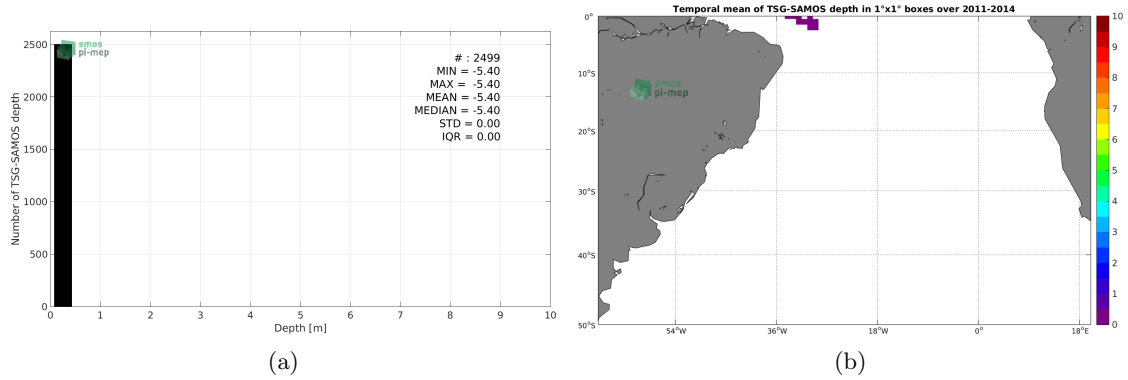 Number of TSG-SAMOS depth
2500
2000
1500
1000
500
0
smos
pi-mep
# : 2499
MIN = -5.40
MAX = -5.40
MEAN = -5.40
MEDIAN = -5.40
STD = 0.00
IQR = 0.00
0 1 2 3 4 5 6 7 8 9 10
Depth [m]
(a)
Temporal mean of TSG-SAMOS depth in 1°x1° boxes over 2011-2014
0°
10°S
20°S
30°S
40°S
50°S
smos
pi-mep
54°W 36°W 18°W 0° 18°E
10
9
8
7
6
5
4
3
2
1
0
(b)